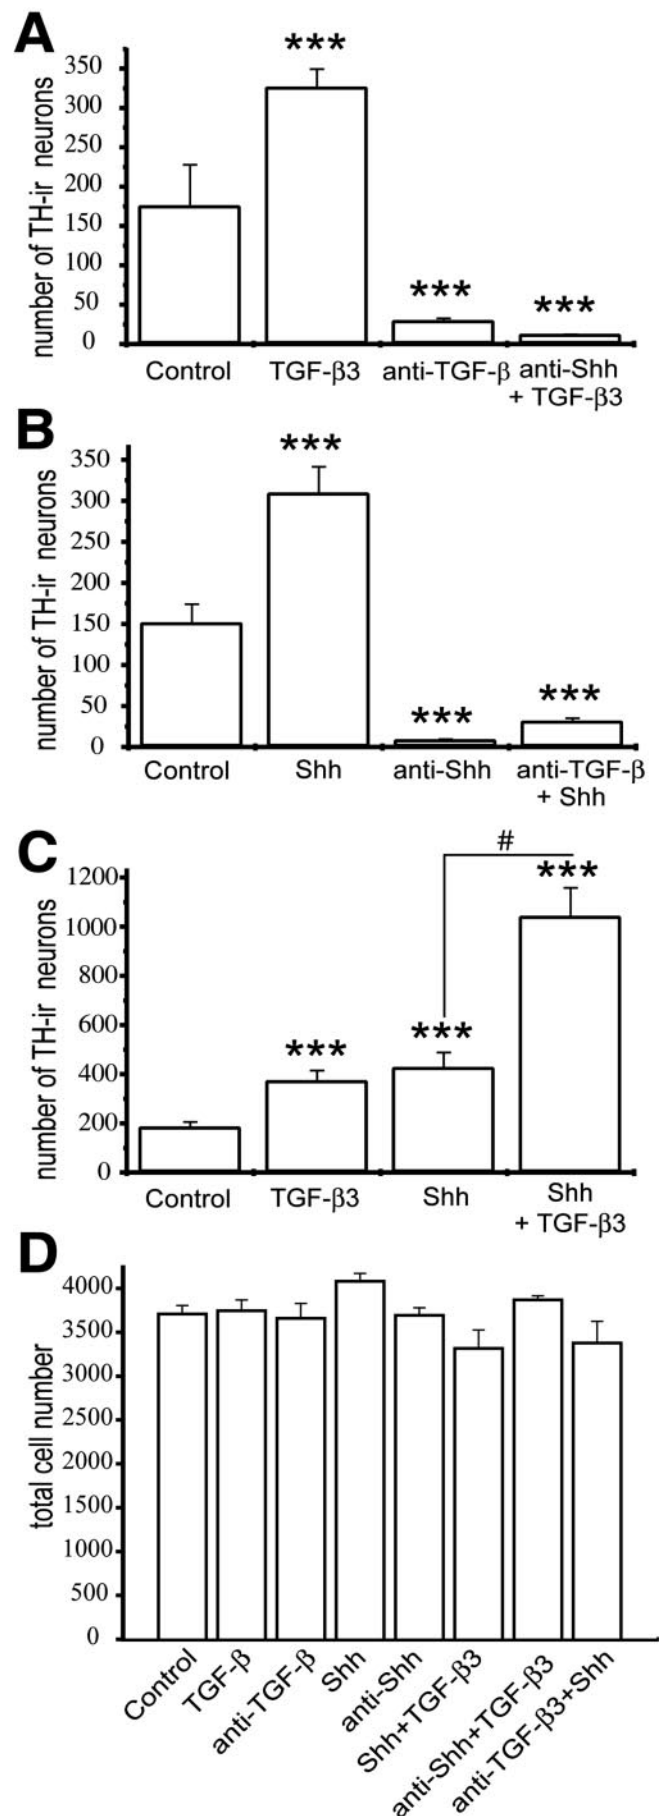 A
number of TH-ir neurons
350
300
250
200
150
100
50
0
***
***
***
Control TGF-β3 anti-TGF-β anti-Shh
+ TGF-β3
B
number of TH-ir neurons
350
300
250
200
150
100
50
0
***
***
***
Control Shh anti-Shh anti-TGF-β
+ Shh
C
number of TH-ir neurons
1200
1000
800
600
400
200
0
#
***
***
***
Control TGF-β3 Shh Shh
+ TGF-β3
D
total cell number
4000
3500
3000
2500
2000
1500
1000
500
0
Control
TGF-β
anti-TGF-β
Shh
anti-Shh
Shh+TGF-β3
anti-Shh+TGF-β3
anti-TGF-β3+Shh